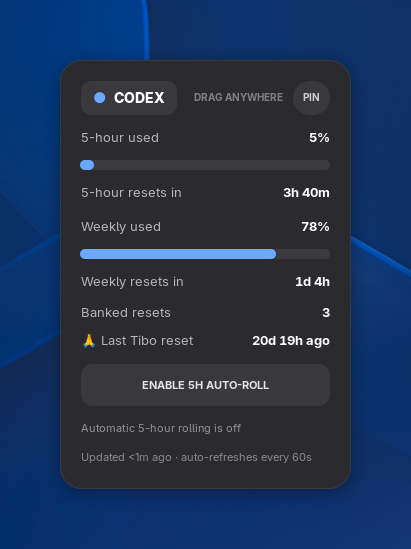 CODEX DRAG ANYWHERE PIN
5-hour used 5%
5-hour resets in 3h 40m
Weekly used 78%
Weekly resets in 1d 4h
Banked resets 3
🙏 Last Tibo reset 20d 19h ago
ENABLE 5H AUTO-ROLL
Automatic 5-hour rolling is off
Updated <1m ago · auto-refreshes every 60s